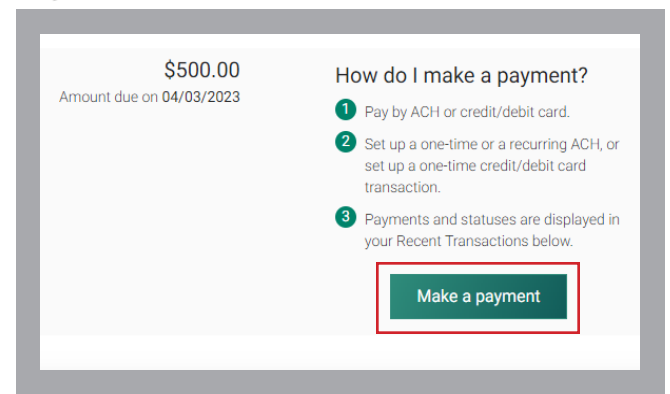 $500.00
Amount due on 04/03/2023
How do I make a payment?
1 Pay by ACH or credit/debit card.
2 Set up a one-time or a recurring ACH, or
set up a one-time credit/debit card
transaction.
3 Payments and statuses are displayed in
your Recent Transactions below.
Make a payment